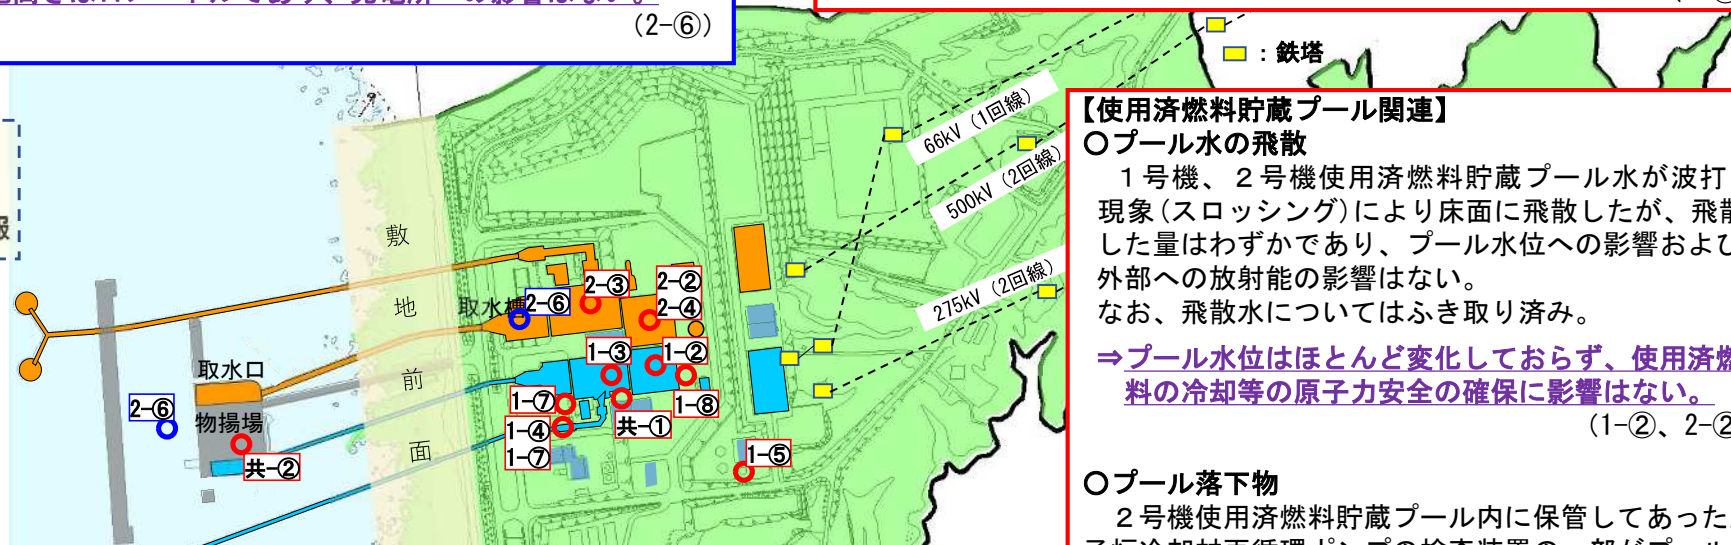 (2-⑥)
：鉄塔
66kV（1回線）
500kV（2回線）
275kV（2回線）
敷
地
前
面
取水槽
2-⑥
2-③
2-②
2-④
1-③
1-②
1-⑦
1-④
1-⑦
共-①
1-⑧
1-⑤
取水口
2-⑥
物揚場
共-②
【使用済燃料貯蔵プール関連】
〇プール水の飛散
１号機、２号機使用済燃料貯蔵プール水が波打
現象(スロッシング)により床面に飛散したが、飛散
した量はわずかであり、プール水位への影響および
外部への放射能の影響はない。
なお、飛散水についてはふき取り済み。
⇒プール水位はほとんど変化しておらず、使用済燃
料の冷却等の原子力安全の確保に影響はない。
(1-②、2-②
〇プール落下物
２号機使用済燃料貯蔵プール内に保管してあった